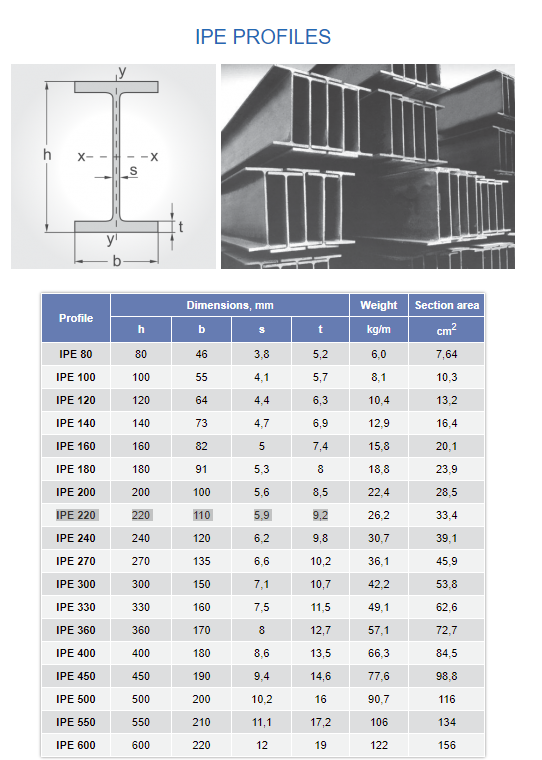 IPE PROFILES
y
h
x
x
s
t
y
b
Profile Dimensions, mm Weight Section area
h b s t kg/m cm2
IPE 80 80 46 3,8 5,2 6,0 7,64
IPE 100 100 55 4,1 5,7 8,1 10,3
IPE 120 120 64 4,4 6,3 10,4 13,2
IPE 140 140 73 4,7 6,9 12,9 16,4
IPE 160 160 82 5 7,4 15,8 20,1
IPE 180 180 91 5,3 8 18,8 23,9
IPE 200 200 100 5,6 8,5 22,4 28,5
IPE 220 220 110 5,9 9,2 26,2 33,4
IPE 240 240 120 6,2 9,8 30,7 39,1
IPE 270 270 135 6,6 10,2 36,1 45,9
IPE 300 300 150 7,1 10,7 42,2 53,8
IPE 330 330 160 7,5 11,5 49,1 62,6
IPE 360 360 170 8 12,7 57,1 72,7
IPE 400 400 180 8,6 13,5 66,3 84,5
IPE 450 450 190 9,4 14,6 77,6 98,8
IPE 500 500 200 10,2 16 90,7 116
IPE 550 550 210 11,1 17,2 106 134
IPE 600 600 220 12 19 122 156